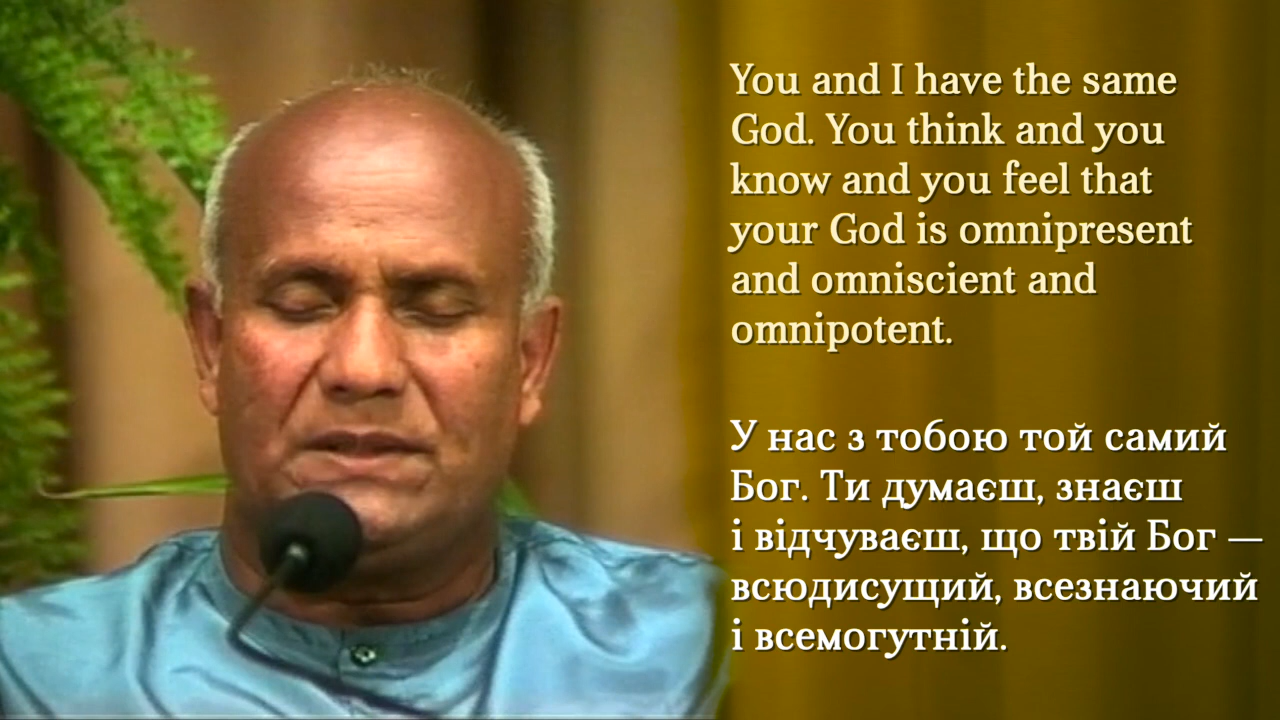 You and I have the same
God. You think and you
know and you feel that
your God is omnipresent
and omniscient and
omnipotent.
У нас з тобою той самий
Бог. Ти думаєш, знаєш
і відчуваєш, що твій Бог —
всюдисущий, всезнаючий
і всемогутній.